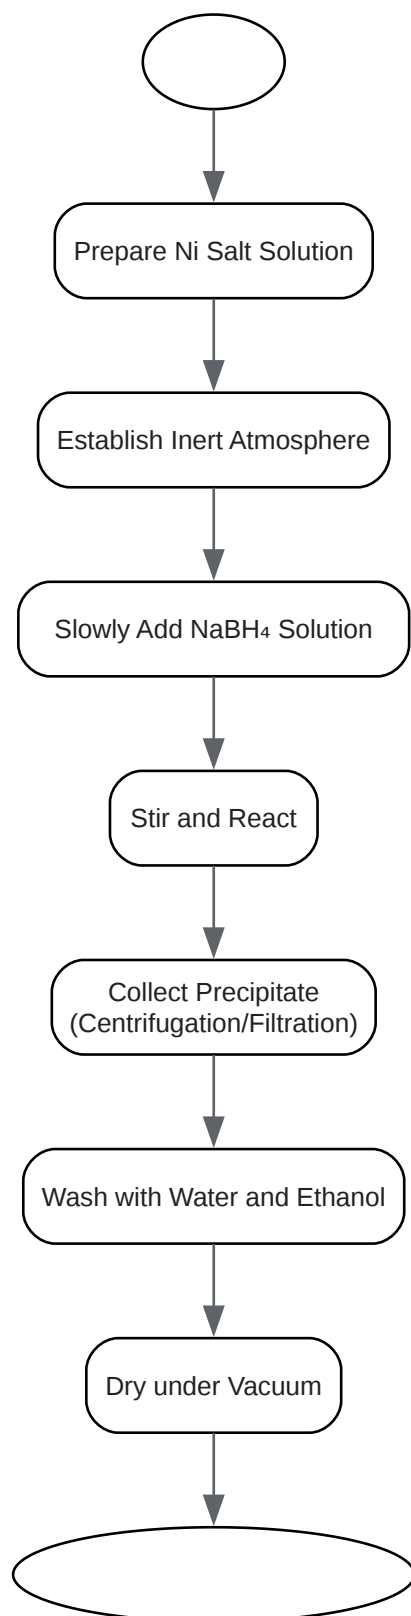 Prepare Ni Salt Solution
Establish Inert Atmosphere
Slowly Add NaBH₄ Solution
Stir and React
Collect Precipitate
(Centrifugation/Filtration)
Wash with Water and Ethanol
Dry under Vacuum